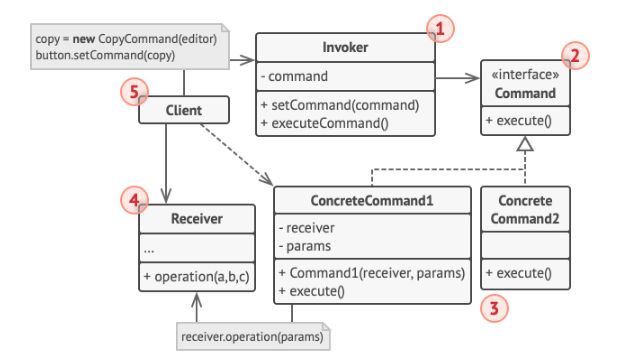 copy = new CopyCommand(editor)
button.setCommand(copy)
1
Invoker
- command
+ setCommand(command)
+ executeCommand()
2
«interface»
Command
+ execute()
5
Client
4
Receiver
...
+ operation(a,b,c)
ConcreteCommand1
- receiver
- params
+ Command1(receiver, params)
+ execute()
Concrete
Command2
+ execute()
3
receiver.operation(params)